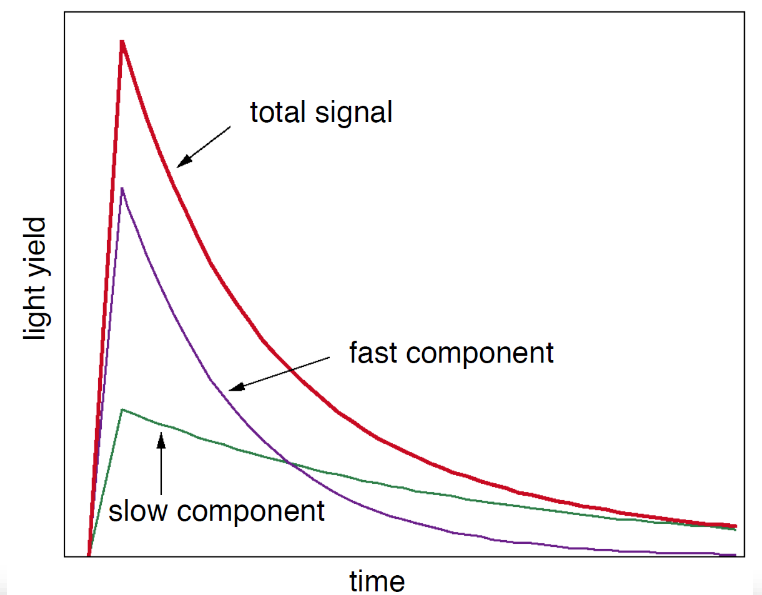 total signal
light yield
fast component
slow component
time